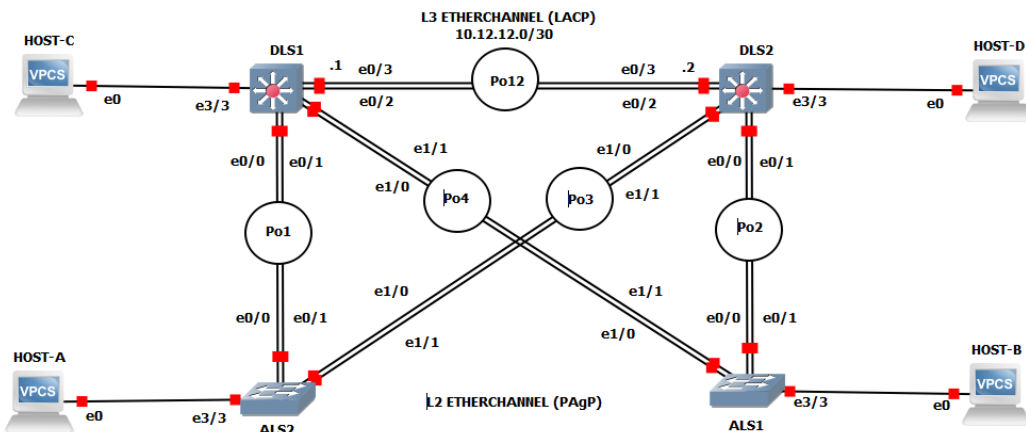 L3 ETHERCHANNEL (LACP)
10.12.12.0/30
HOST-C
DLS1
DLS2
HOST-D
VPCS
e0
e3/3
.1
e0/3
e0/2
Po12
e0/3
.2
e0/2
e3/3
e0
VPCS
e0/0
e0/1
e1/1
e1/0
Po4
Po3
e1/0
e1/1
e0/0
e0/1
Po1
Po2
e1/0
e1/1
e1/1
e1/0
e0/0
e0/1
e0/0
e0/1
HOST-A
VPCS
e0
e3/3
ALS2
L2 ETHERCHANNEL (PAgP)
ALS1
e3/3
e0
HOST-B
VPCS